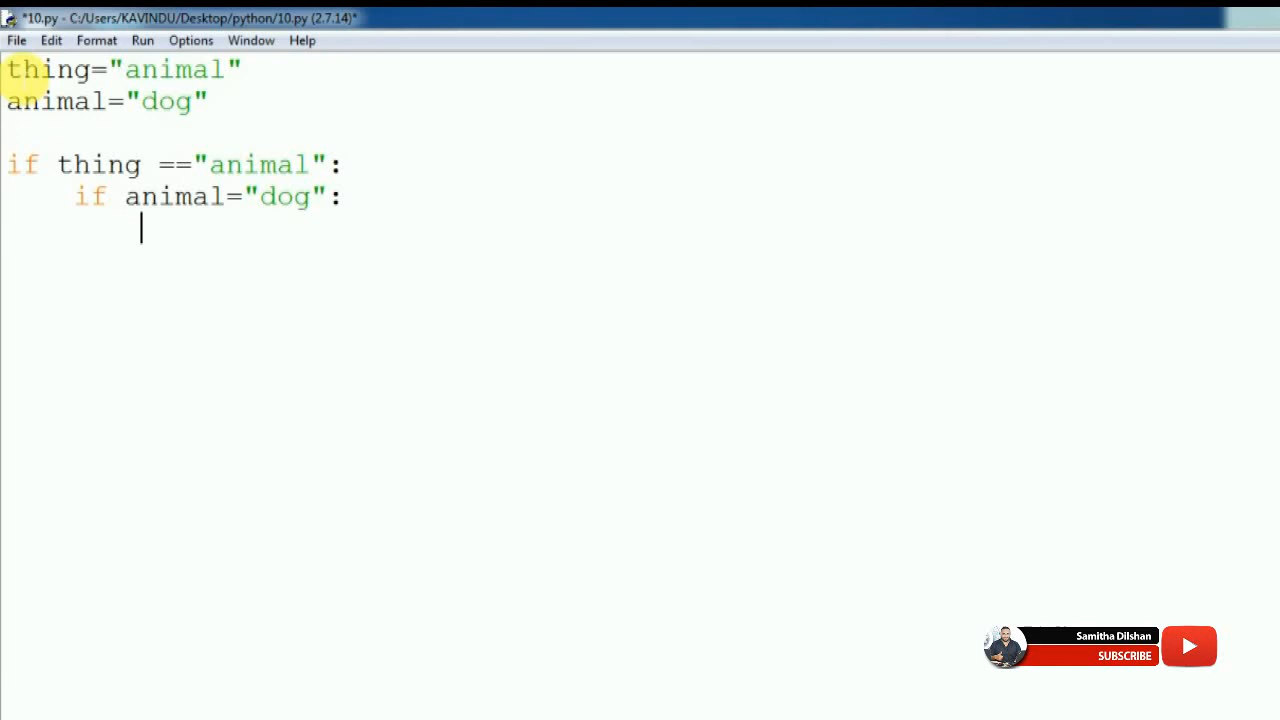 *10.py - C:/Users/KAVINDU/Desktop/python/10.py (2.7.14)*
File Edit Format Run Options Window Help
thing="animal"
animal="dog"
if thing =="animal":
    if animal="dog":
Samitha Dilshan
SUBSCRIBE